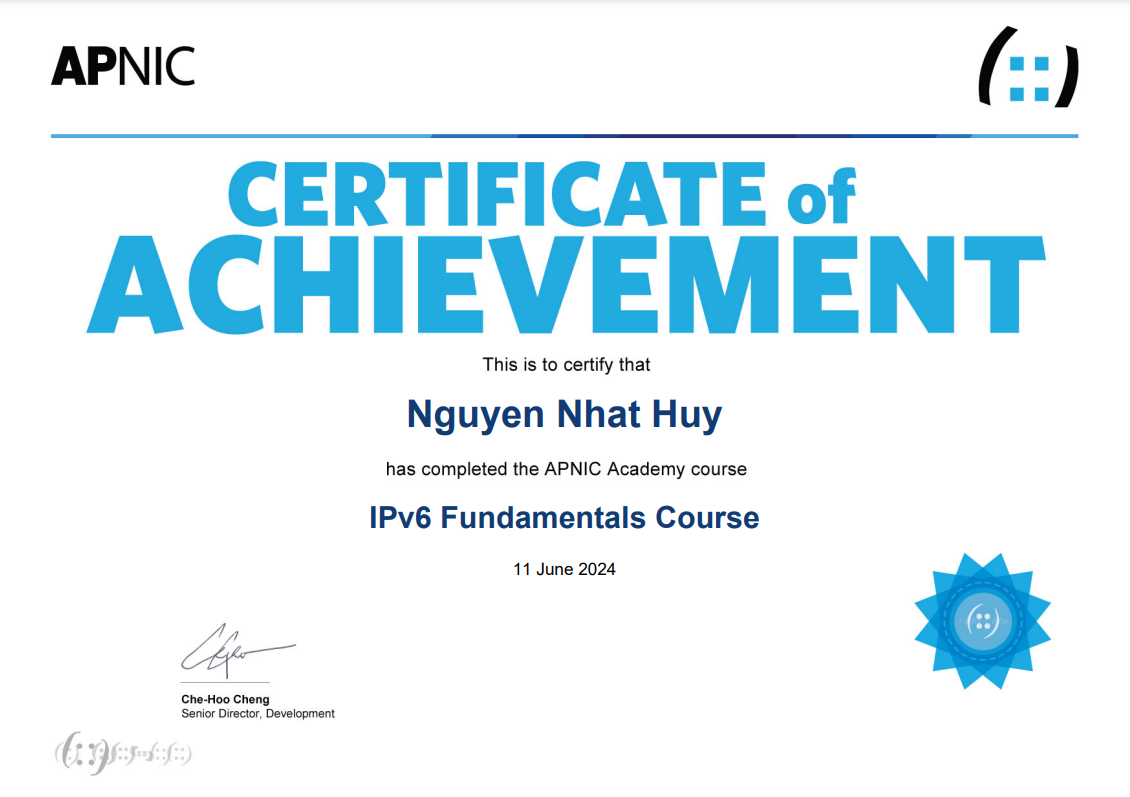 APNIC
(::)
CERTIFICATE of
ACHIEVEMENT
This is to certify that
Nguyen Nhat Huy
has completed the APNIC Academy course
IPv6 Fundamentals Course
11 June 2024
Che-Hoo Cheng
Senior Director, Development